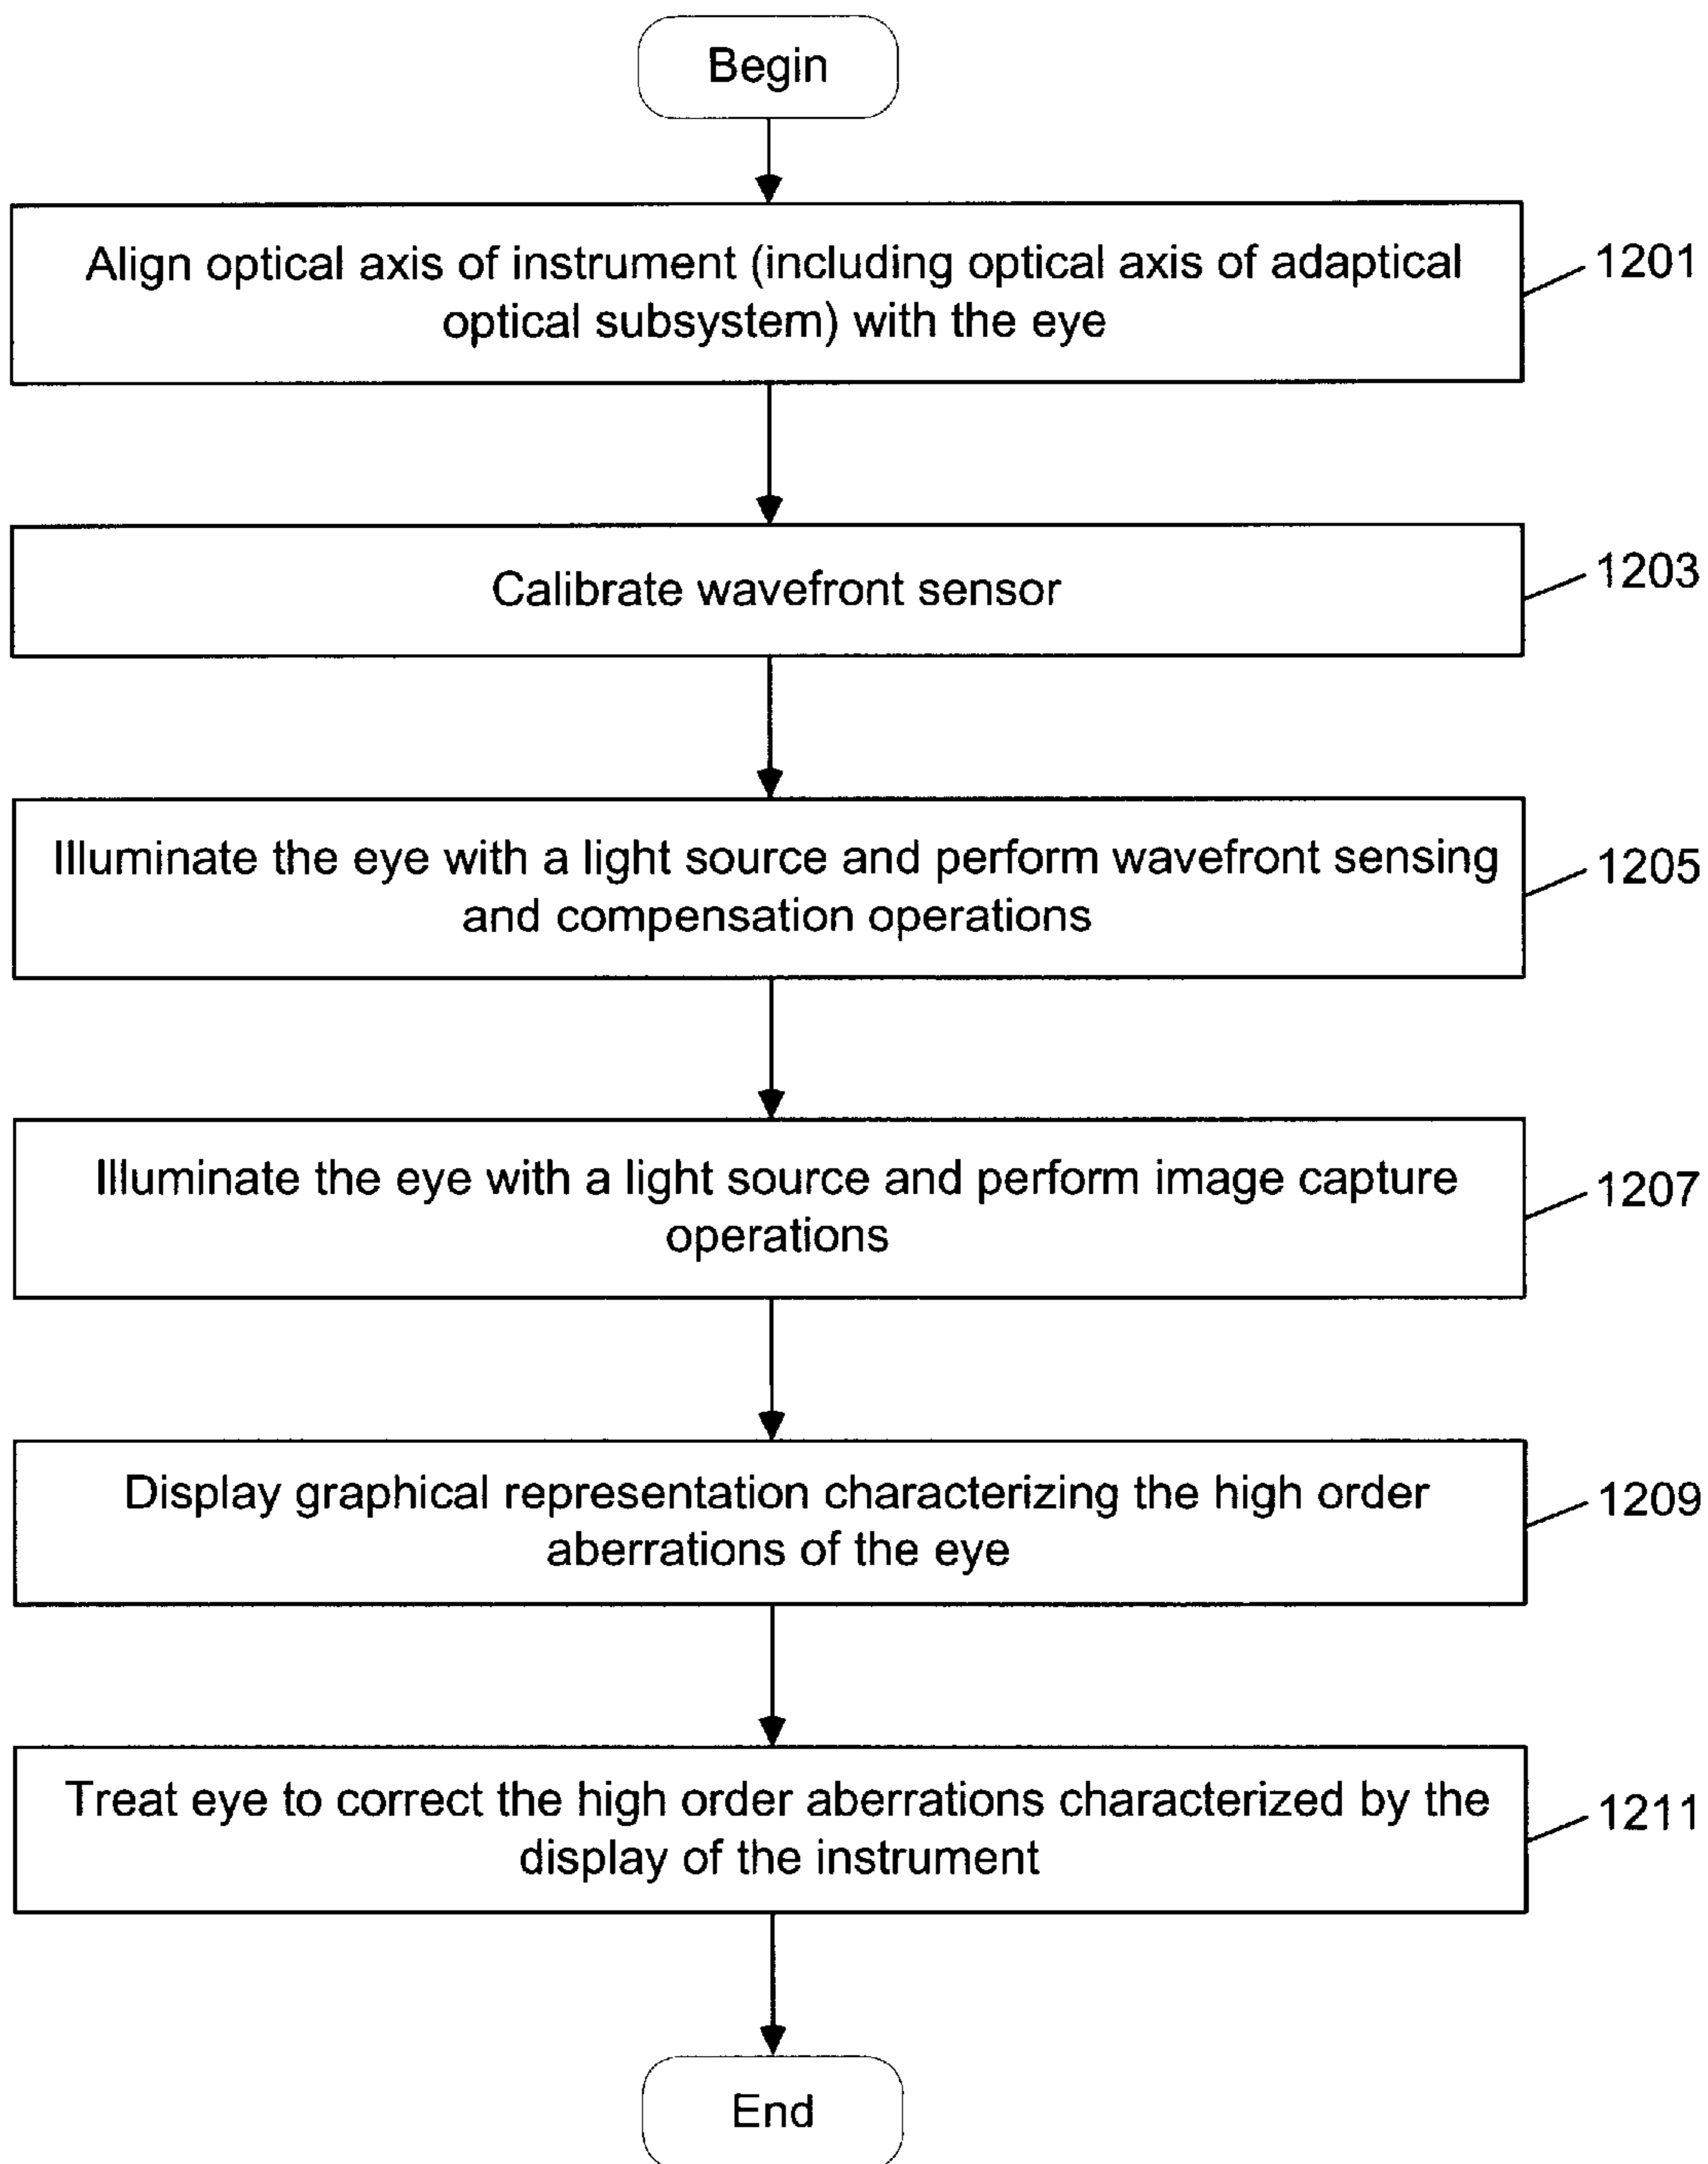 Begin
Align optical axis of instrument (including optical axis of adaptical
optical subsystem) with the eye
1201
Calibrate wavefront sensor
1203
Illuminate the eye with a light source and perform wavefront sensing
and compensation operations
1205
Illuminate the eye with a light source and perform image capture
operations
1207
Display graphical representation characterizing the high order
aberrations of the eye
1209
Treat eye to correct the high order aberrations characterized by the
display of the instrument
1211
End